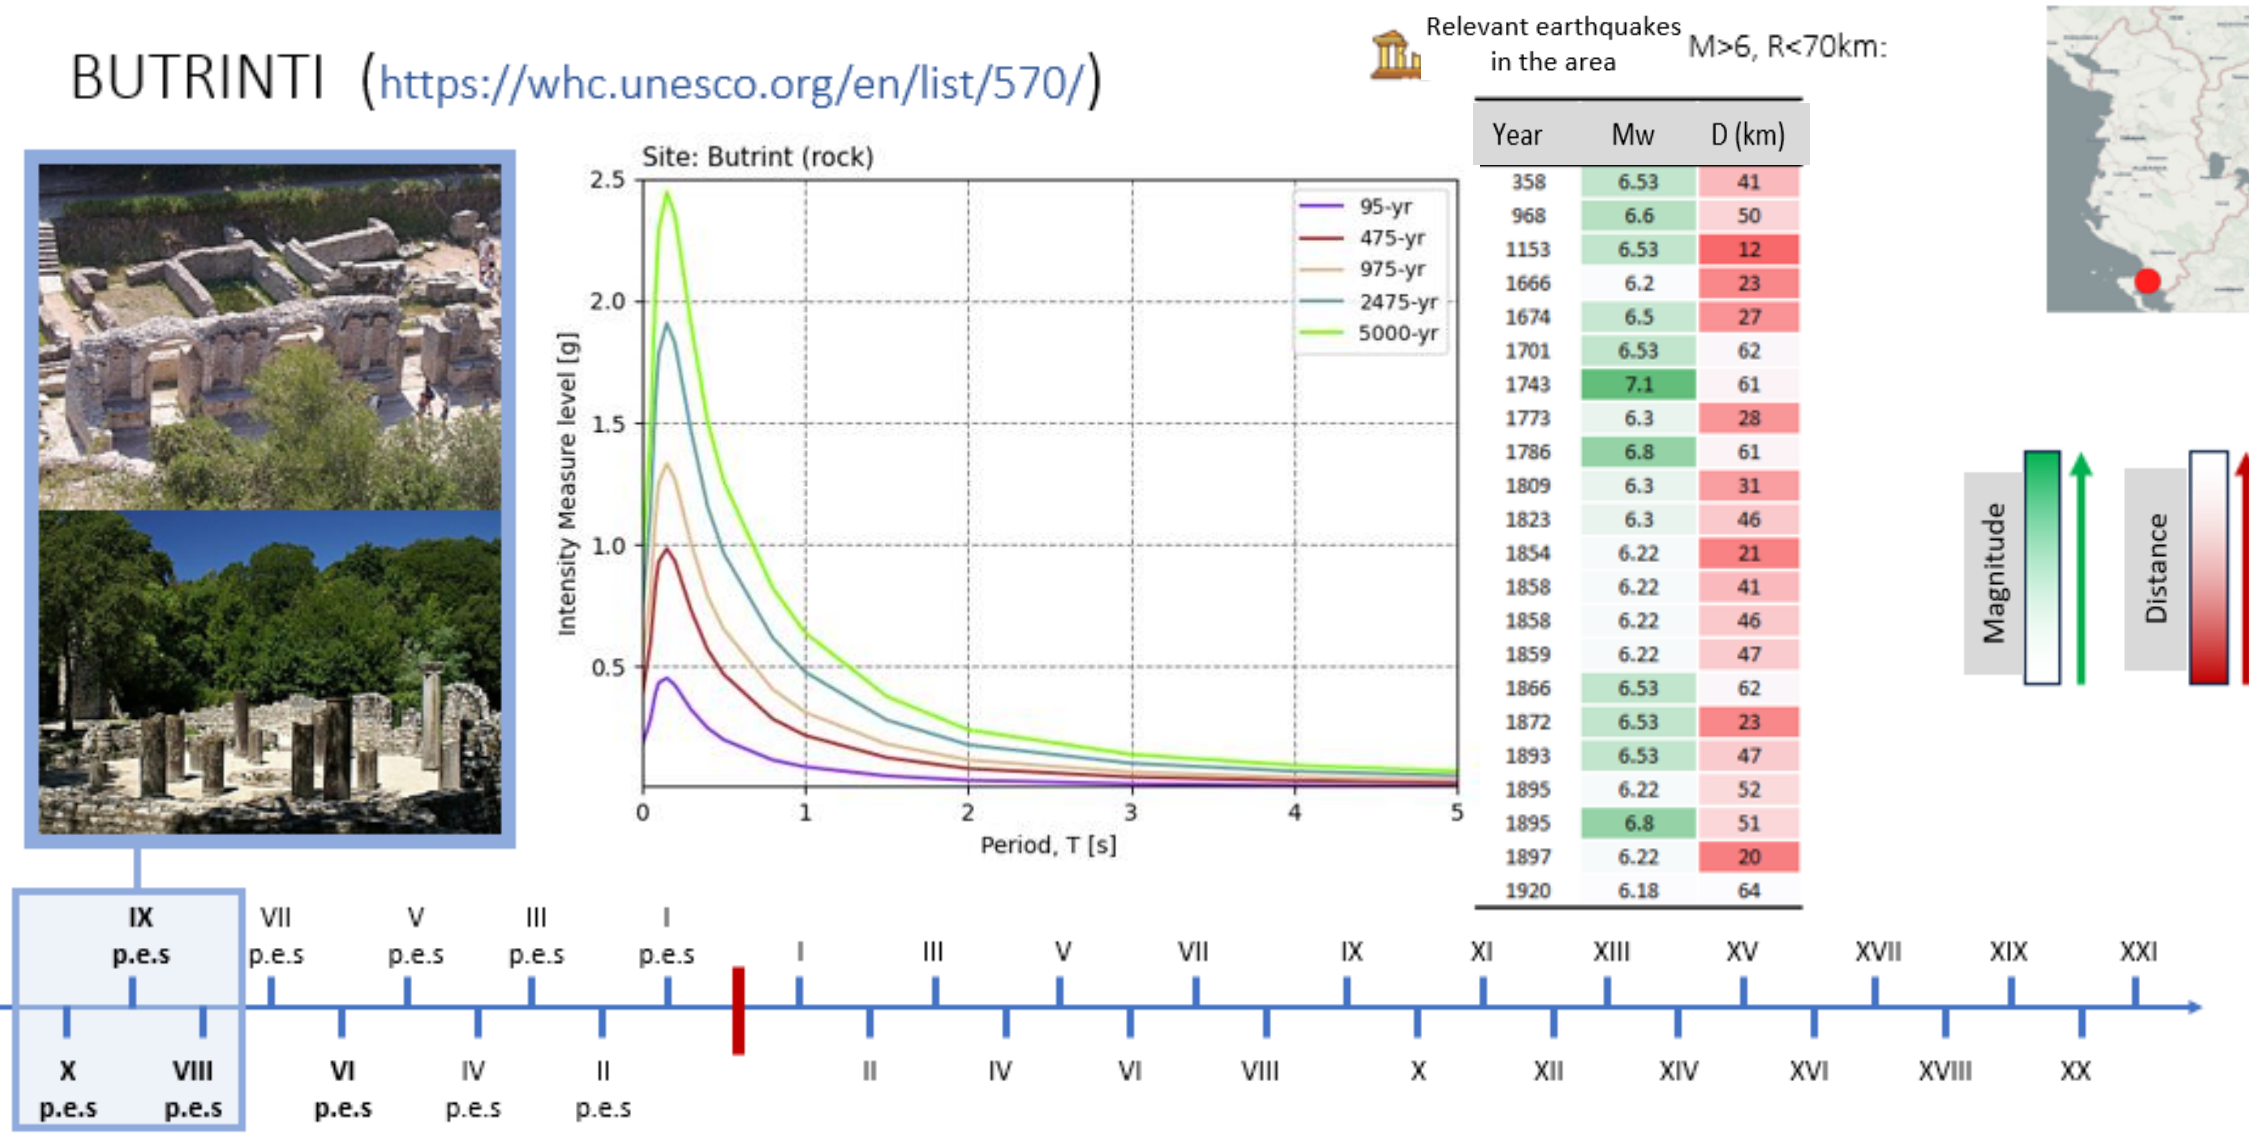 BUTRINTI (https://whc.unesco.org/en/list/570/)
Relevant earthquakes
in the area
M>6, R<70km:
Site: Butrint (rock)
2.5
2.0
1.5
1.0
0.5
Intensity Measure level [g]
95-yr
475-yr
975-yr
2475-yr
5000-yr
0 1 2 3 4 5
Period, T [s]
Year Mw D (km)
358 6.53 41
968 6.6 50
1153 6.53 12
1666 6.2 23
1674 6.5 27
1701 6.53 62
1743 7.1 61
1773 6.3 28
1786 6.8 61
1809 6.3 31
1823 6.3 46
1854 6.22 21
1858 6.22 41
1858 6.22 46
1859 6.22 47
1866 6.53 62
1872 6.53 23
1893 6.53 47
1895 6.22 52
1895 6.8 51
1897 6.22 20
1920 6.18 64
Magnitude
Distance
IX VII V III I
p.e.s p.e.s p.e.s p.e.s p.e.s
I III V VII IX XI XIII XV XVII XIX XXI
X VIII VI IV II
p.e.s p.e.s p.e.s p.e.s p.e.s
II IV VI VIII X XII XIV XVI XVIII XX